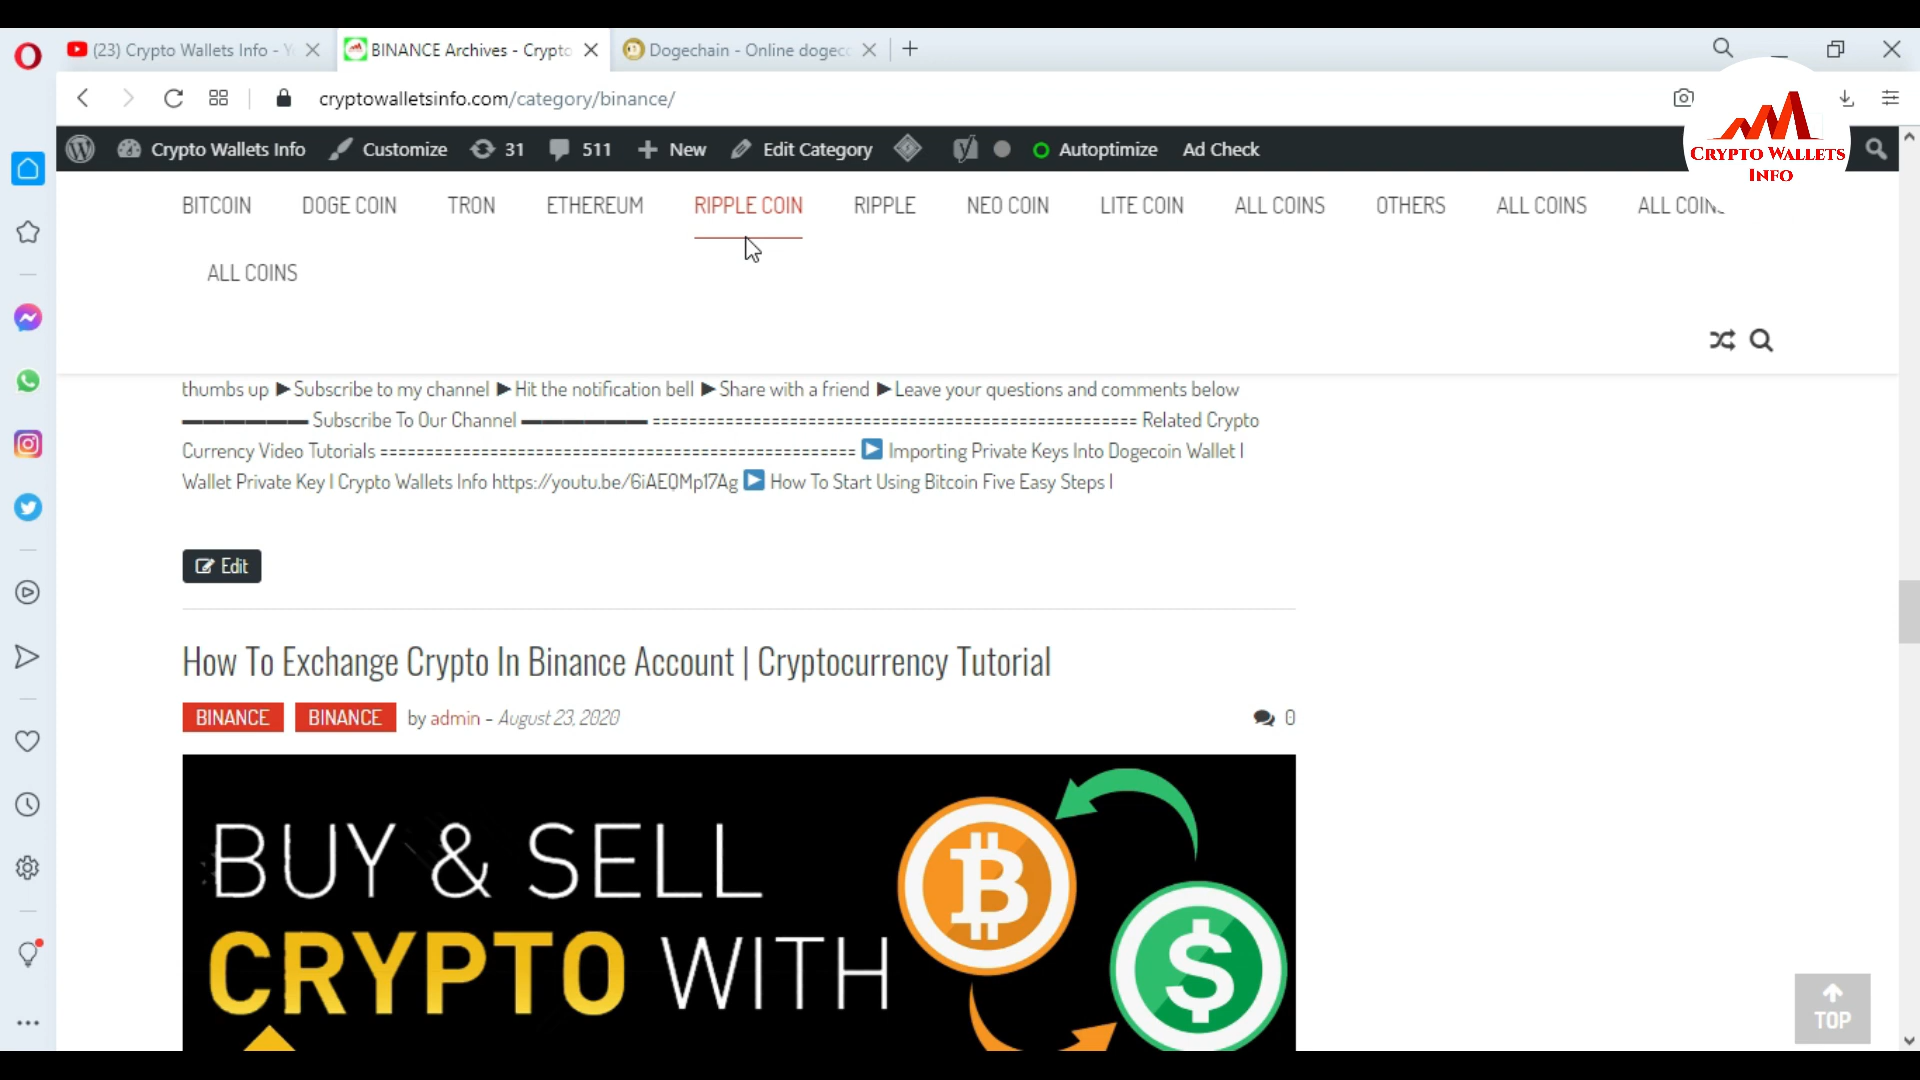 (23) Crypto Wallets Info - Y
BINANCE Archives - Crypto
Dogechain - Online dogeco
cryptowalletsinfo.com/category/binance/
Crypto Wallets Info Customize 31 511 New Edit Category Autoptimize Ad Check
CRYPTO WALLETS
INFO
BITCOIN DOGE COIN TRON ETHEREUM RIPPLE COIN RIPPLE NEO COIN LITE COIN ALL COINS OTHERS ALL COINS ALL COINS
ALL COINS
thumbs up ►Subscribe to my channel ►Hit the notification bell ►Share with a friend ►Leave your questions and comments below
▬▬▬▬▬▬ Subscribe To Our Channel ▬▬▬▬▬▬ ================================================= Related Crypto
Currency Video Tutorials ================================================= ▶ Importing Private Keys Into Dogecoin Wallet |
Wallet Private Key | Crypto Wallets Info https://youtu.be/6iAEQMp17Ag ▶ How To Start Using Bitcoin Five Easy Steps |
Edit
How To Exchange Crypto In Binance Account | Cryptocurrency Tutorial
BINANCE BINANCE by admin - August 23, 2020 0
BUY & SELL
CRYPTO WITH
TOP